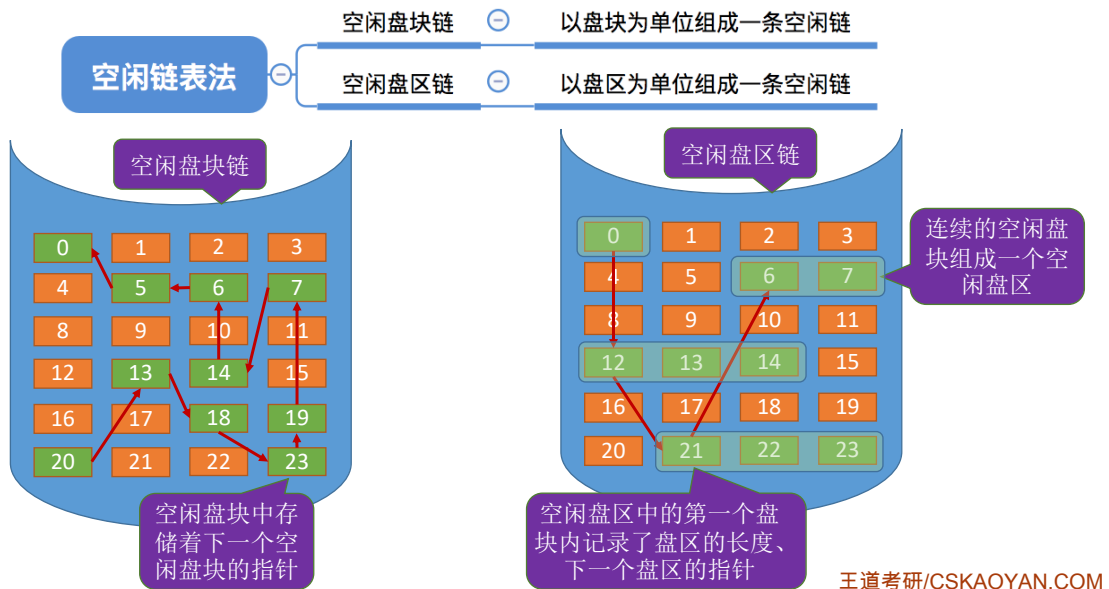 空闲链表法
空闲盘块链
以盘块为单位组成一条空闲链
空闲盘区链
以盘区为单位组成一条空闲链
空闲盘块链
0 1 2 3
4 5 6 7
8 9 10 11
12 13 14 15
16 17 18 19
20 21 22 23
空闲盘块中存
储着下一个空
闲盘块的指针
空闲盘区链
0 1 2 3
4 5 6 7
8 9 10 11
12 13 14 15
16 17 18 19
20 21 22 23
连续的空闲盘
块组成一个空
闲盘区
空闲盘区中的第一个盘
块内记录了盘区的长度、
下一个盘区的指针
王道考研/CSKAOYAN.COM